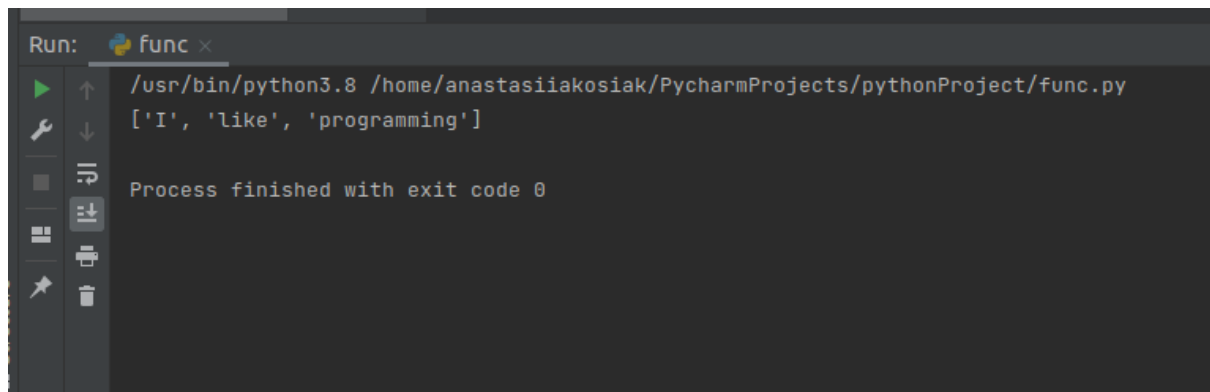 Run: func
/usr/bin/python3.8 /home/anastasiiakosiak/PycharmProjects/pythonProject/func.py
['I', 'like', 'programming']
Process finished with exit code 0